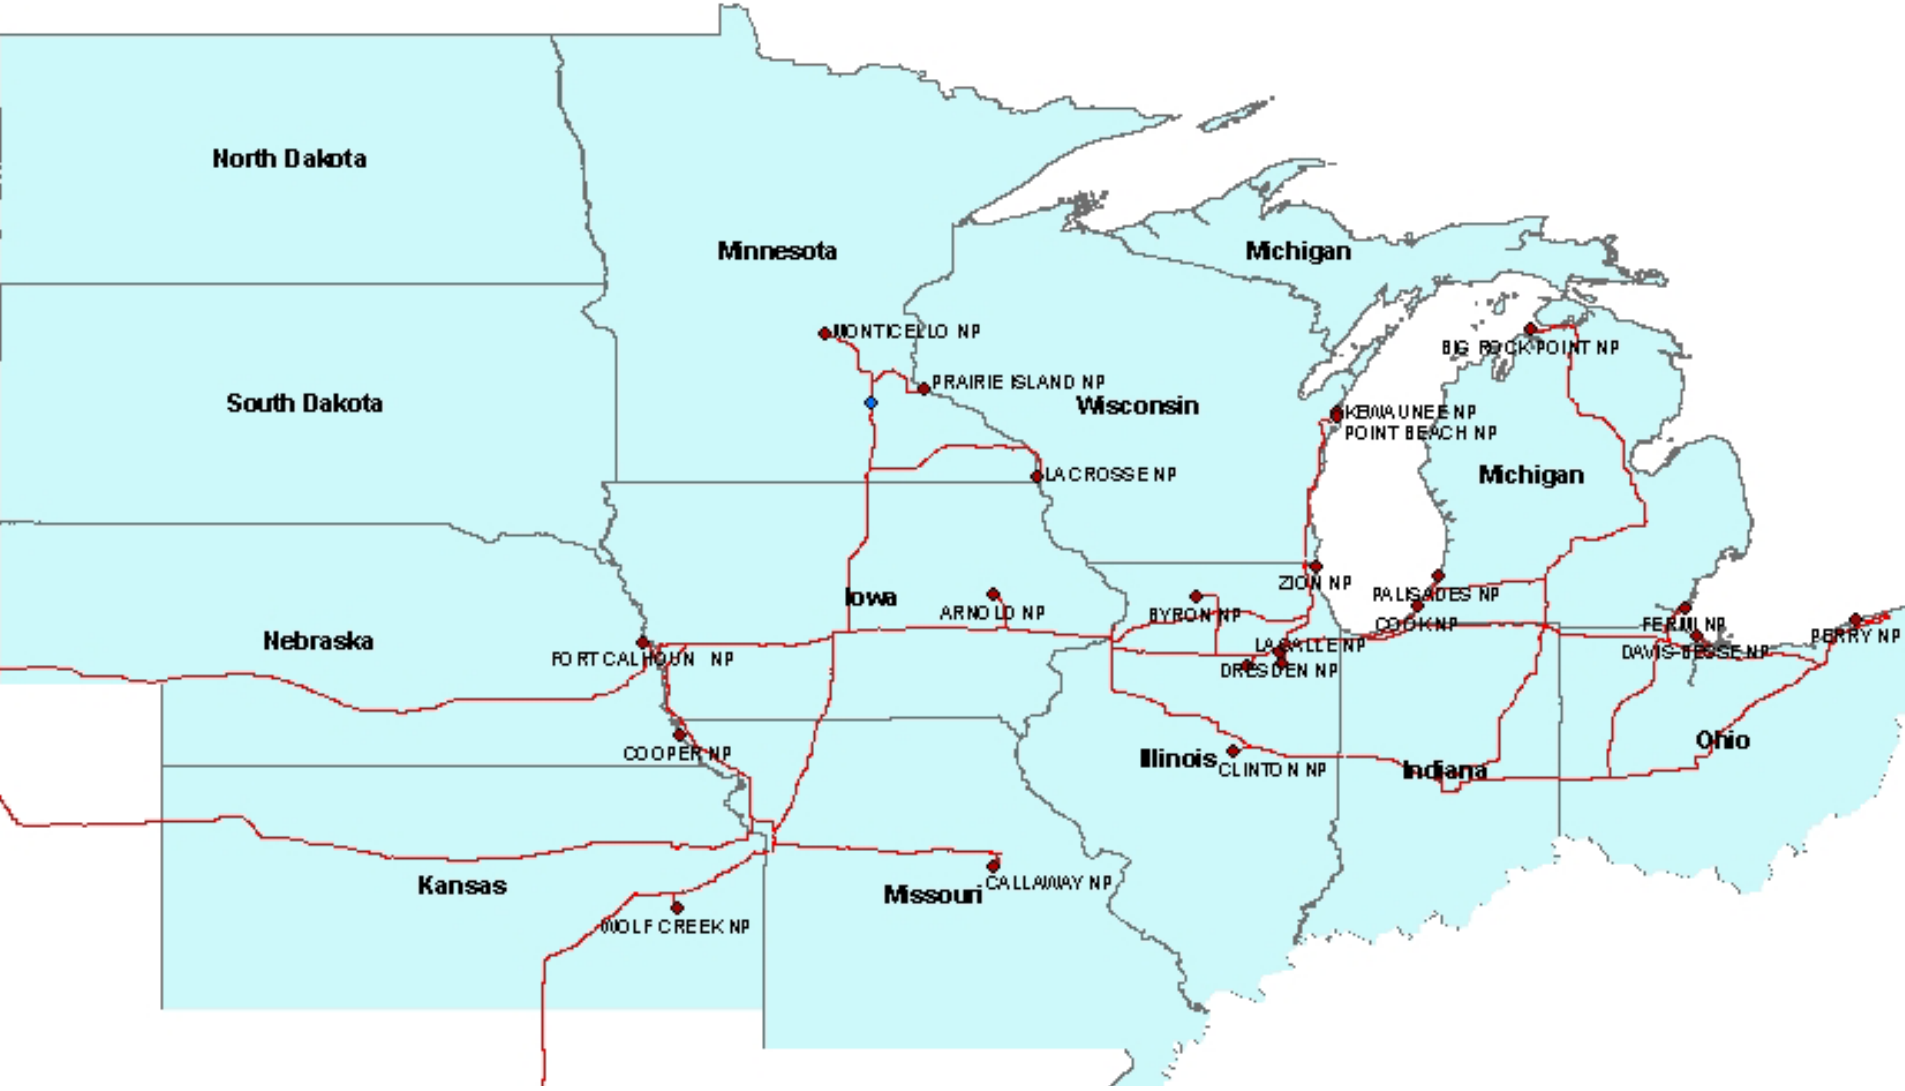 North Dakota
Minnesota
Michigan
MONTICELLO NP
BIG ROCK POINT NP
PRAIRIE ISLAND NP
South Dakota
Wisconsin
KEWAUNEE NP
POINT BEACH NP
LACROSSE NP
Michigan
ZION NP
PALISADES NP
Iowa
ARNOLD NP
BYRON NP
COOK NP
FERMI NP
PERRY NP
Nebraska
LASALLE NP
DAVIS-BESSE NP
FORT CALHOUN NP
DRESDEN NP
Ohio
COOPER NP
Illinois
CLINTON NP
Indiana
Kansas
Missouri
CALLAWAY NP
WOLF CREEK NP